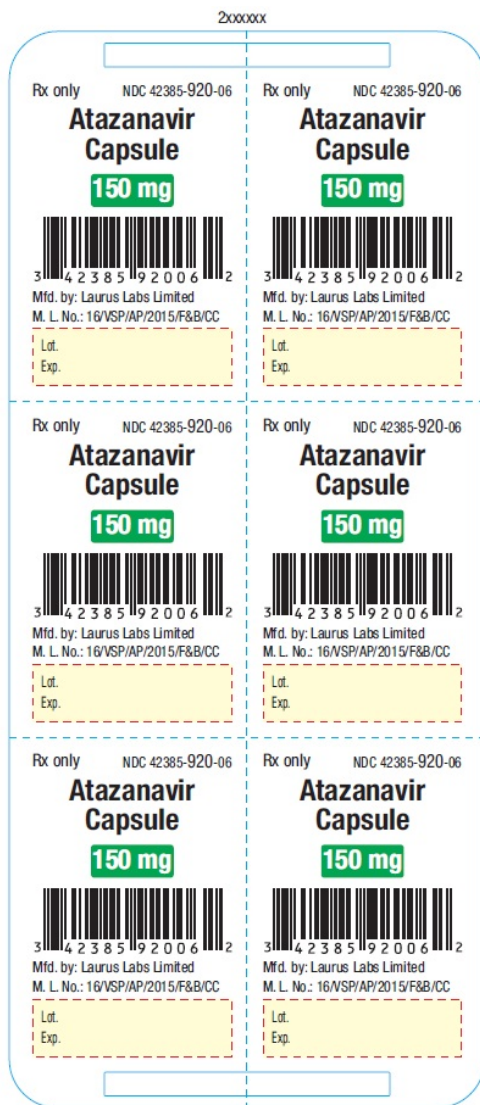 2xxxxxx
Rx only NDC 42385-920-06
Atazanavir
Capsule
150 mg
3 42385 92006 2
Mfd. by: Laurus Labs Limited
M. L. No.: 16/VSP/AP/2015/F&B/CC
Lot.
Exp.
Rx only NDC 42385-920-06
Atazanavir
Capsule
150 mg
3 42385 92006 2
Mfd. by: Laurus Labs Limited
M. L. No.: 16/VSP/AP/2015/F&B/CC
Lot.
Exp.
Rx only NDC 42385-920-06
Atazanavir
Capsule
150 mg
3 42385 92006 2
Mfd. by: Laurus Labs Limited
M. L. No.: 16/VSP/AP/2015/F&B/CC
Lot.
Exp.
Rx only NDC 42385-920-06
Atazanavir
Capsule
150 mg
3 42385 92006 2
Mfd. by: Laurus Labs Limited
M. L. No.: 16/VSP/AP/2015/F&B/CC
Lot.
Exp.
Rx only NDC 42385-920-06
Atazanavir
Capsule
150 mg
3 42385 92006 2
Mfd. by: Laurus Labs Limited
M. L. No.: 16/VSP/AP/2015/F&B/CC
Lot.
Exp.
Rx only NDC 42385-920-06
Atazanavir
Capsule
150 mg
3 42385 92006 2
Mfd. by: Laurus Labs Limited
M. L. No.: 16/VSP/AP/2015/F&B/CC
Lot.
Exp.